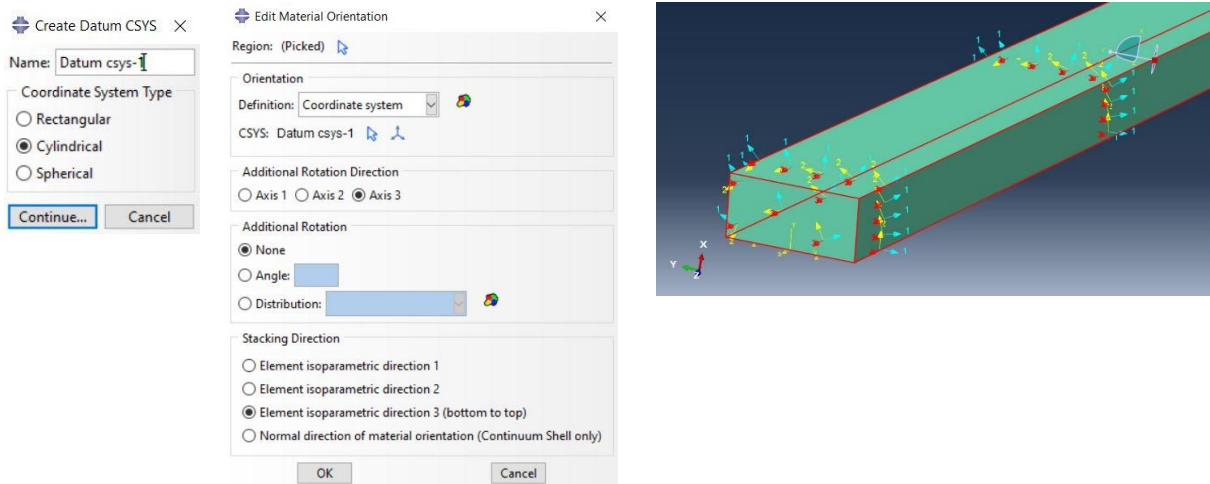 Create Datum CSYS
Name: Datum csys-1
Coordinate System Type
Rectangular
Cylindrical
Spherical
Continue... Cancel
Edit Material Orientation
Region: (Picked)
Orientation
Definition: Coordinate system
CSYS: Datum csys-1
Additional Rotation Direction
Axis 1 Axis 2 Axis 3
Additional Rotation
None
Angle:
Distribution:
Stacking Direction
Element isoparametric direction 1
Element isoparametric direction 2
Element isoparametric direction 3 (bottom to top)
Normal direction of material orientation (Continuum Shell only)
OK Cancel
X
Y
Z